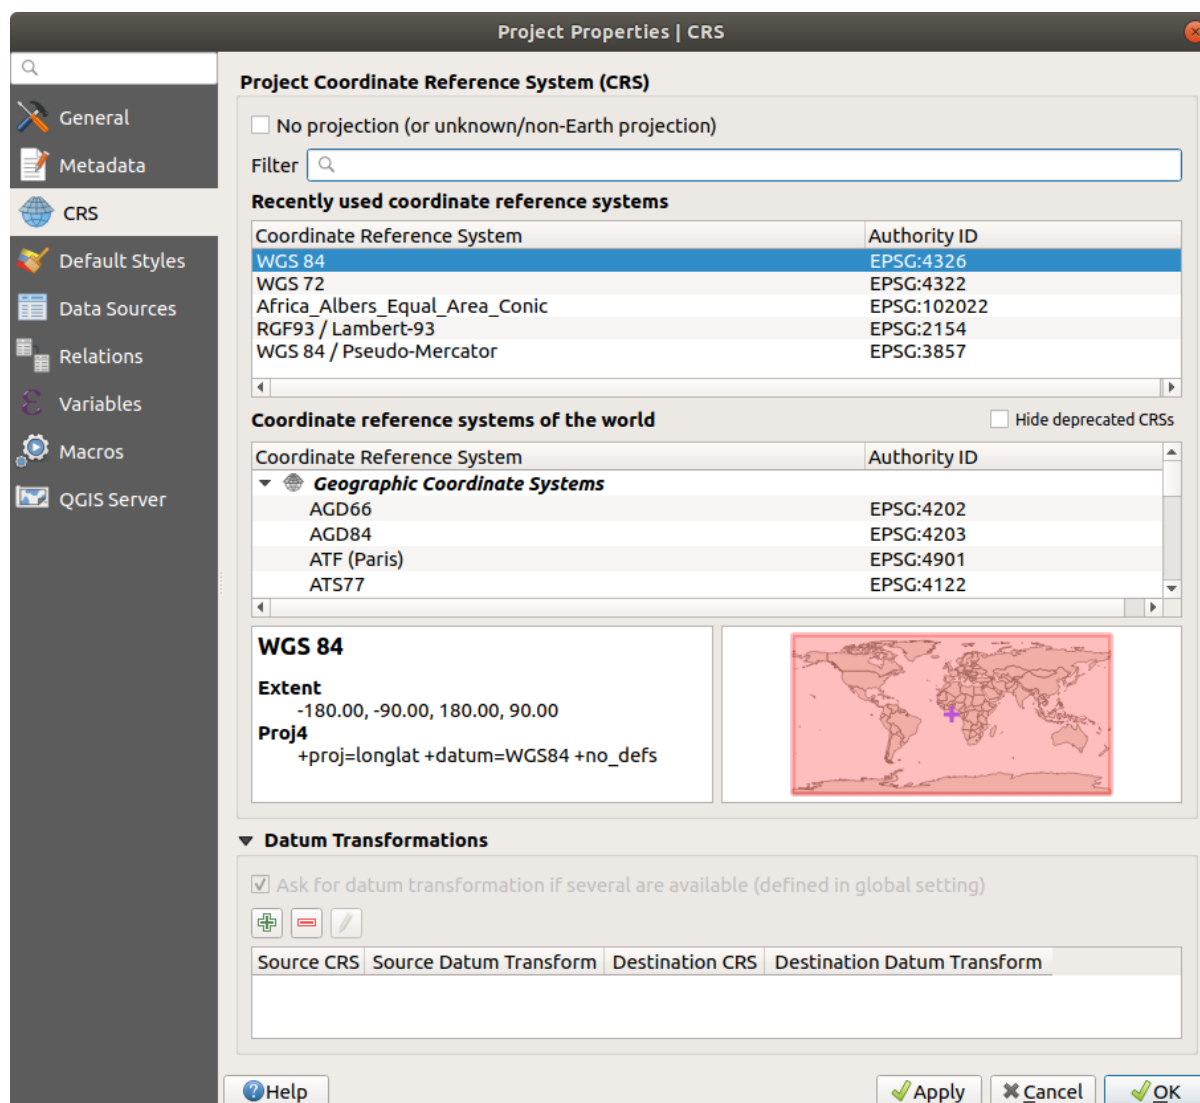 Project Properties | CRS
General
Metadata
CRS
Default Styles
Data Sources
Relations
Variables
Macros
QGIS Server
Project Coordinate Reference System (CRS)
No projection (or unknown/non-Earth projection)
Filter
Recently used coordinate reference systems
Coordinate Reference System Authority ID
WGS 84 EPSG:4326
WGS 72 EPSG:4322
Africa_Albers_Equal_Area_Conic EPSG:102022
RGF93 / Lambert-93 EPSG:2154
WGS 84 / Pseudo-Mercator EPSG:3857
Coordinate reference systems of the world Hide deprecated CRSs
Coordinate Reference System Authority ID
Geographic Coordinate Systems
AGD66 EPSG:4202
AGD84 EPSG:4203
ATF (Paris) EPSG:4901
ATS77 EPSG:4122
WGS 84
Extent
-180.00, -90.00, 180.00, 90.00
Proj4
+proj=longlat +datum=WGS84 +no_defs
Datum Transformations
Ask for datum transformation if several are available (defined in global setting)
Source CRS Source Datum Transform Destination CRS Destination Datum Transform
Help Apply Cancel OK